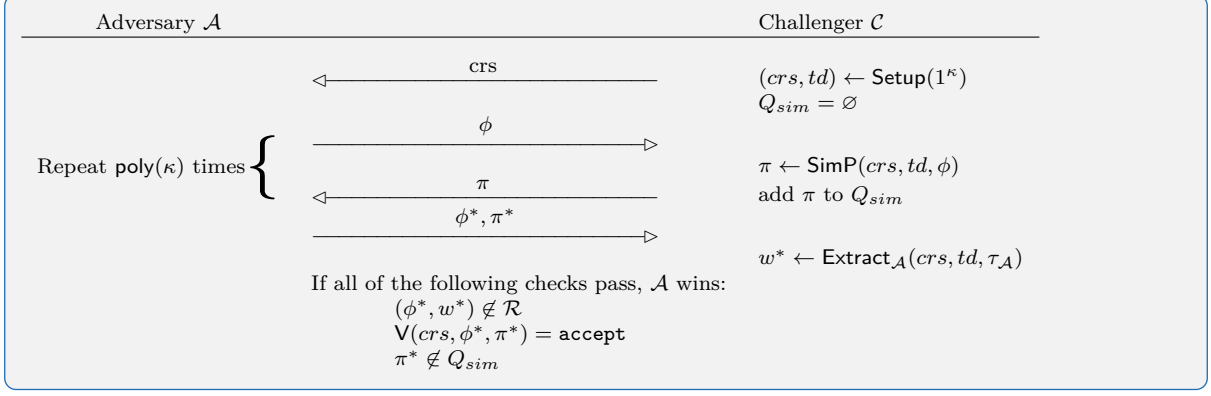 Adversary 𝒜 Challenger 𝒞
crs
(crs, td) ← Setup(1^κ)
Q_sim = ∅
ϕ
Repeat poly(κ) times {
π ← SimP(crs, td, ϕ)
π
add π to Q_sim
ϕ*, π*
w* ← Extract_𝒜(crs, td, τ_𝒜)
If all of the following checks pass, 𝒜 wins:
(ϕ*, w*) ∉ ℛ
V(crs, ϕ*, π*) = accept
π* ∉ Q_sim